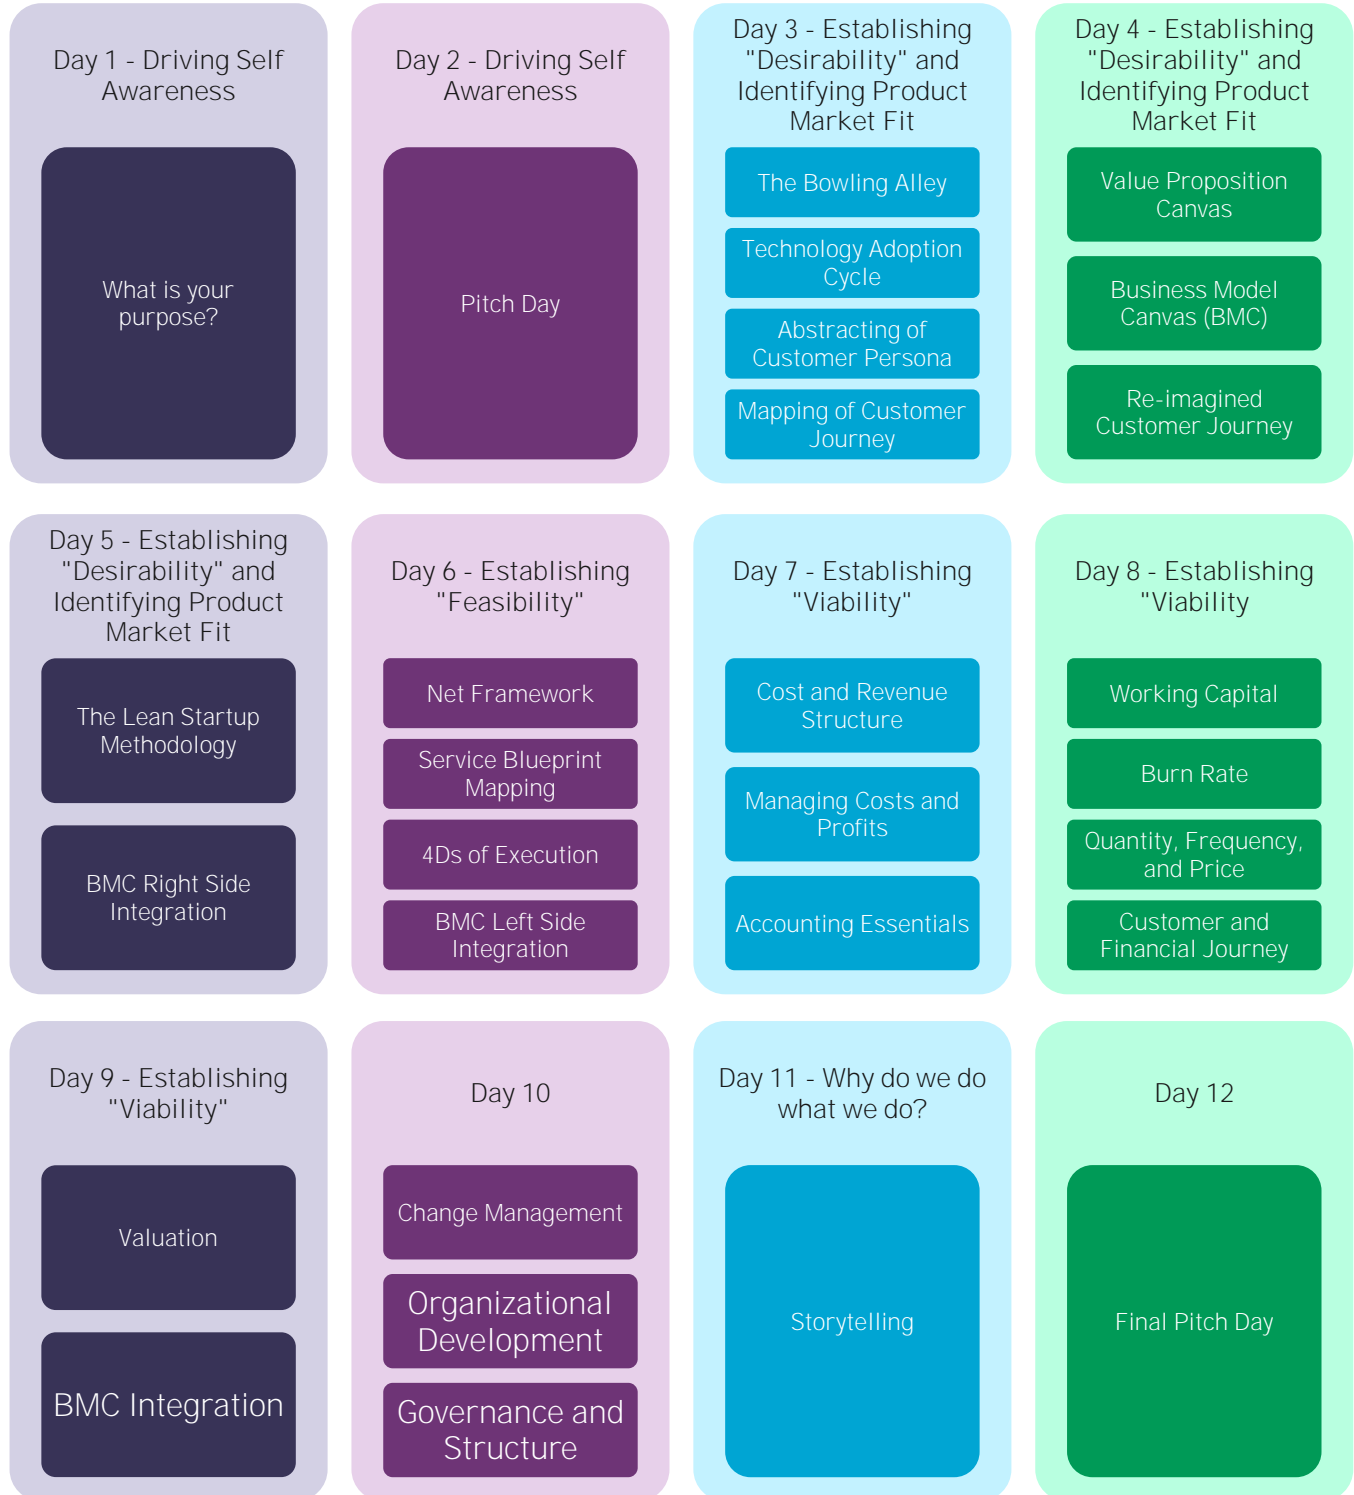 Day 1 - Driving Self
Awareness
What is your
purpose?
Day 2 - Driving Self
Awareness
Pitch Day
Day 3 - Establishing
"Desirability" and
Identifying Product
Market Fit
The Bowling Alley
Technology Adoption
Cycle
Abstracting of
Customer Persona
Mapping of Customer
Journey
Day 4 - Establishing
"Desirability" and
Identifying Product
Market Fit
Value Proposition
Canvas
Business Model
Canvas (BMC)
Re-imagined
Customer Journey
Day 5 - Establishing
"Desirability" and
Identifying Product
Market Fit
The Lean Startup
Methodology
BMC Right Side
Integration
Day 6 - Establishing
"Feasibility"
Net Framework
Service Blueprint
Mapping
4Ds of Execution
BMC Left Side
Integration
Day 7 - Establishing
"Viability"
Cost and Revenue
Structure
Managing Costs and
Profits
Accounting Essentials
Day 8 - Establishing
"Viability
Working Capital
Burn Rate
Quantity, Frequency,
and Price
Customer and
Financial Journey
Day 9 - Establishing
"Viability"
Valuation
BMC Integration
Day 10
Change Management
Organizational
Development
Governance and
Structure
Day 11 - Why do we do
what we do?
Storytelling
Day 12
Final Pitch Day